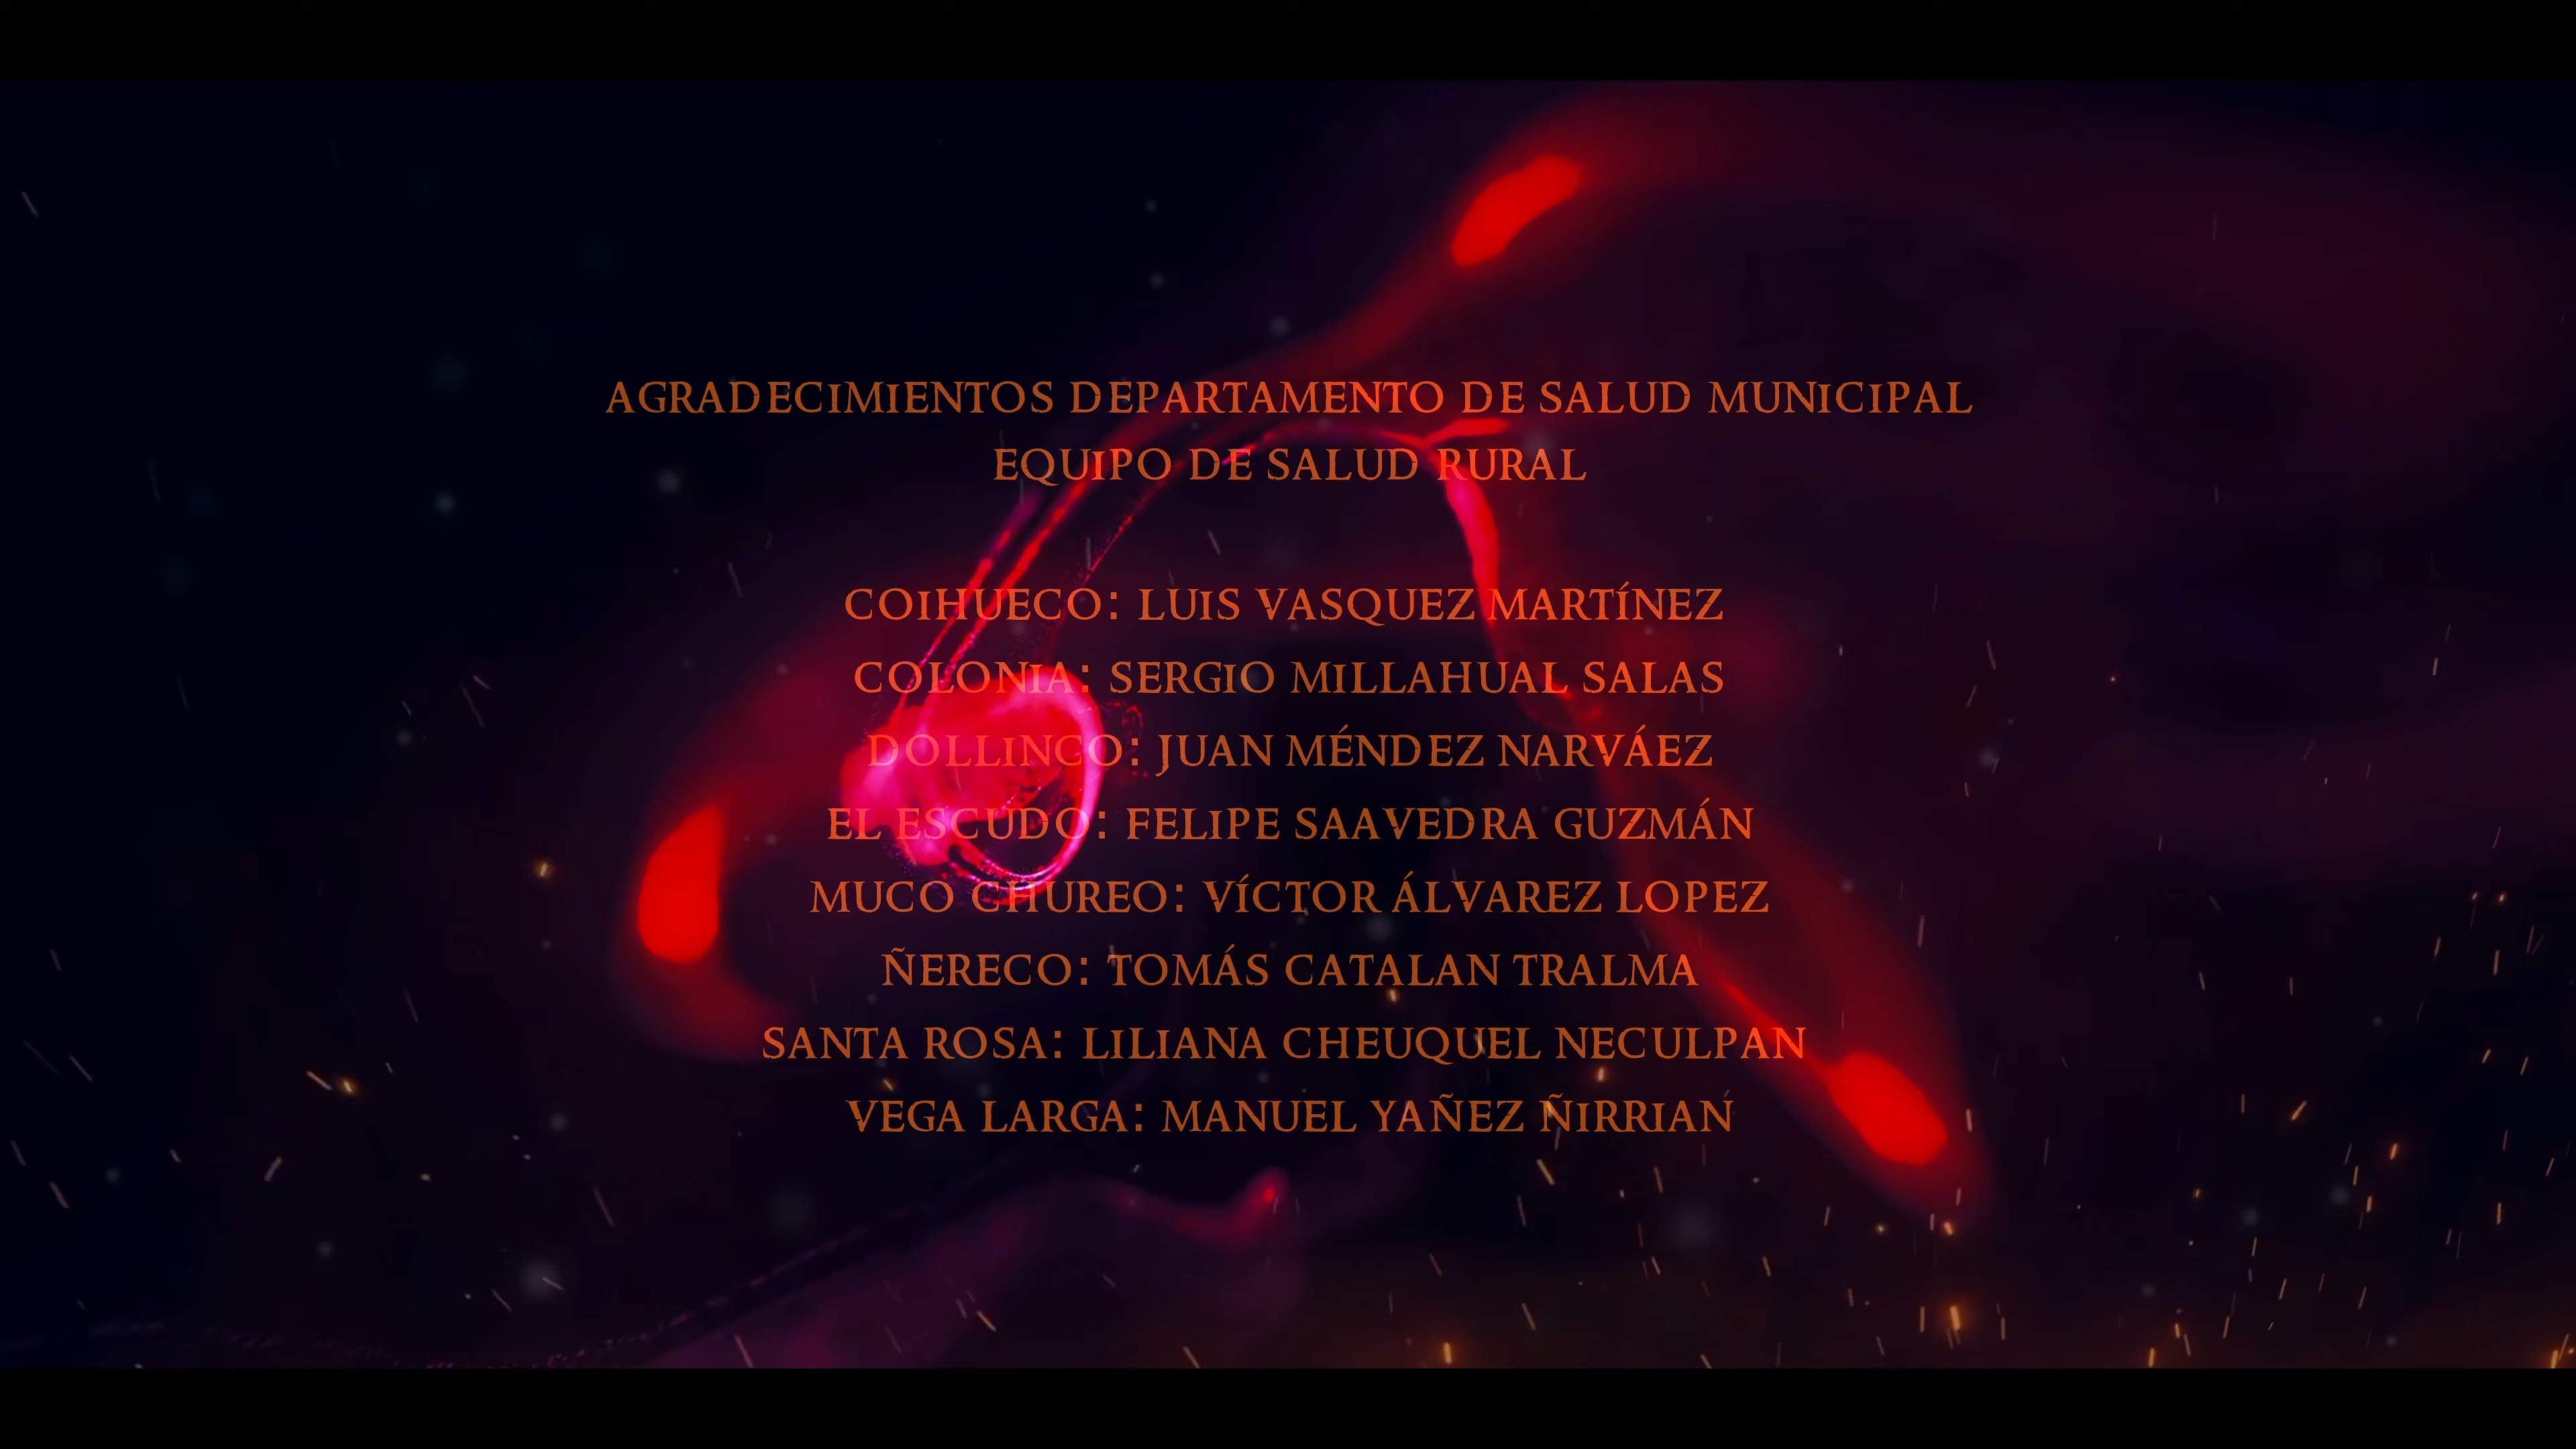 AGRADECIMIENTOS DEPARTAMENTO DE SALUD MUNICIPAL
EQUIPO DE SALUD RURAL
COIHUECO: LUIS VASQUEZ MARTÍNEZ
COLONIA: SERGIO MILLAHUAL SALAS
DOLLINCO: JUAN MÉNDEZ NARVÁEZ
EL ESCUDO: FELIPE SAAVEDRA GUZMÁN
MUCO CHUREO: VÍCTOR ÁLVAREZ LOPEZ
ÑERECO: TOMÁS CATALAN TRALMA
SANTA ROSA: LILIANA CHEUQUEL NECULPAN
VEGA LARGA: MANUEL YAÑEZ ÑIRRIAN